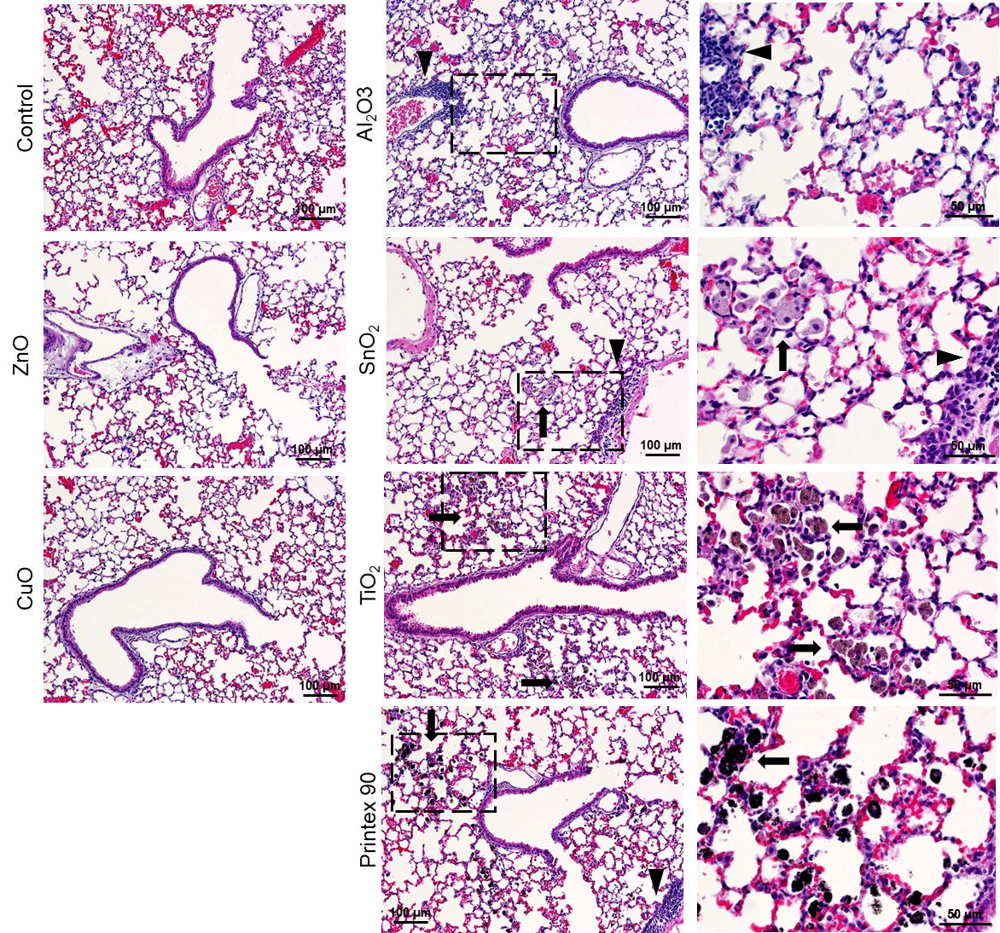 Control
100 µm
Al₂O3
100 µm
50 µm
ZnO
100 µm
SnO₂
100 µm
50 µm
CuO
100 µm
TiO₂
100 µm
50 µm
Printex 90
100 µm
50 µm